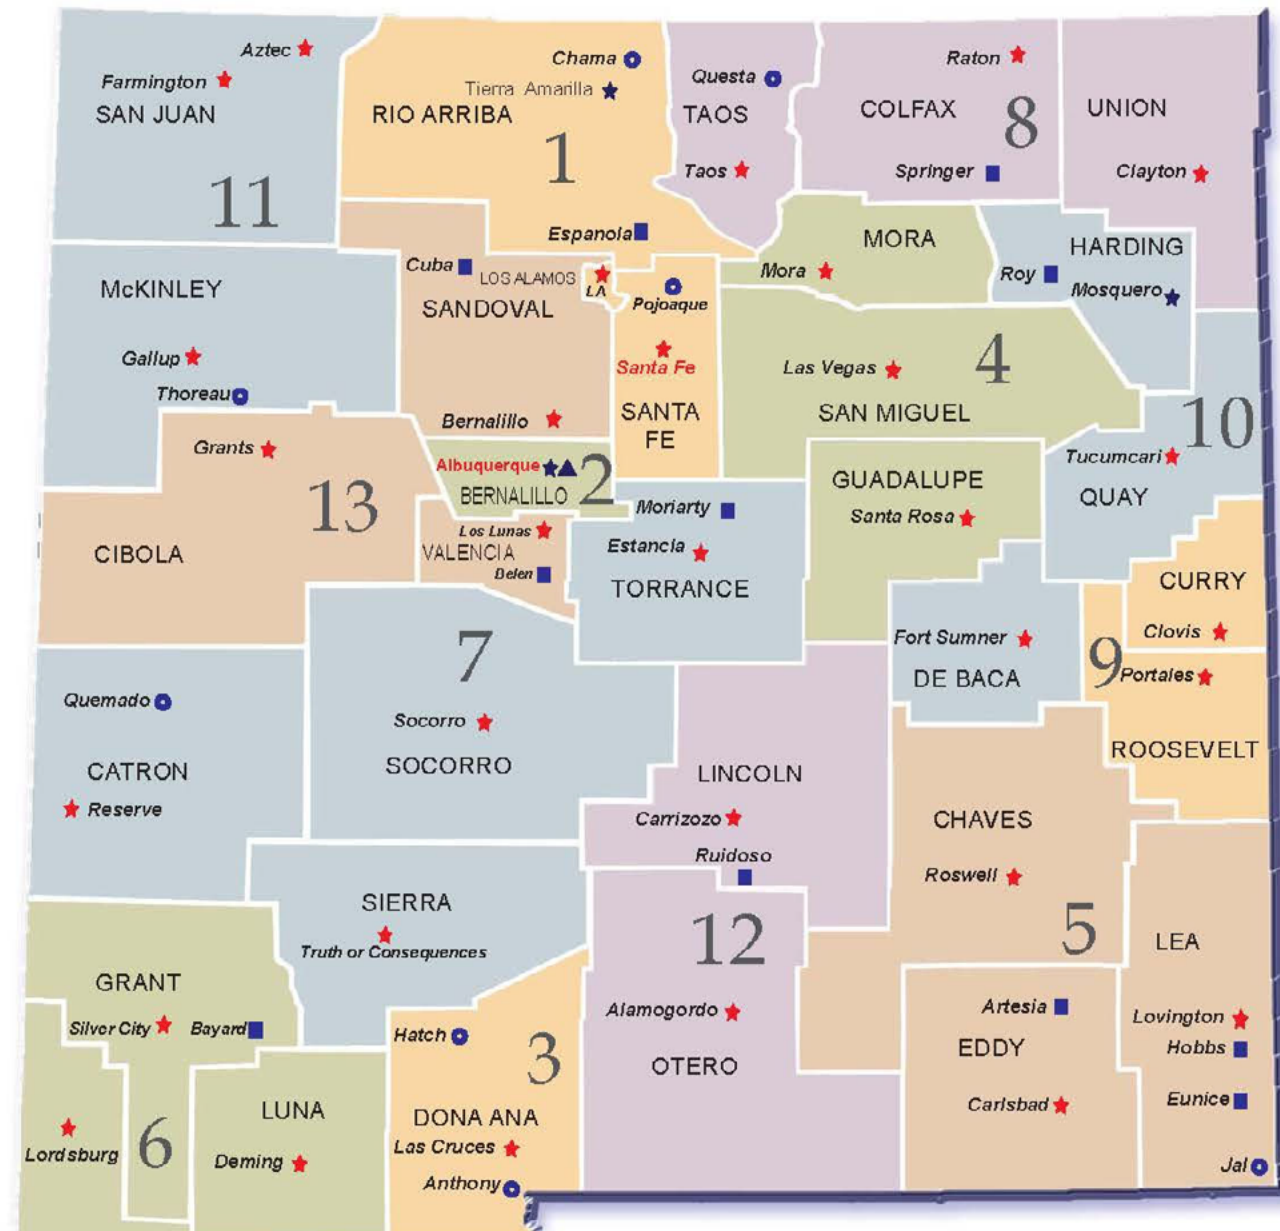 Aztec
Farmington
SAN JUAN
11
Chama
Tierra Amarilla
RIO ARRIBA
1
Espanola
Questa
TAOS
Taos
Raton
COLFAX
8
Springer
UNION
Clayton
McKINLEY
Gallup
Thoreau
Cuba
LOS ALAMOS
LA
SANDOVAL
Bernalillo
Pojoaque
Santa Fe
SANTA
FE
MORA
Mora
HARDING
Roy
Mosquero
Las Vegas
4
SAN MIGUEL
10
Tucumcari
QUAY
Grants
13
CIBOLA
Albuquerque
BERNALILLO
2
Los Lunas
VALENCIA
Belen
Moriarty
Estancia
TORRANCE
GUADALUPE
Santa Rosa
CURRY
Clovis
9
Portales
ROOSEVELT
Fort Sumner
DE BACA
7
Socorro
SOCORRO
Quemado
CATRON
Reserve
LINCOLN
Carrizozo
Ruidoso
CHAVES
Roswell
5
SIERRA
Truth or Consequences
12
Alamogordo
OTERO
LEA
Lovington
Hobbs
Eunice
Jal
Artesia
EDDY
Carlsbad
GRANT
Silver City
Bayard
Hatch
3
DONA ANA
Las Cruces
Anthony
LUNA
Deming
6
Lordsburg